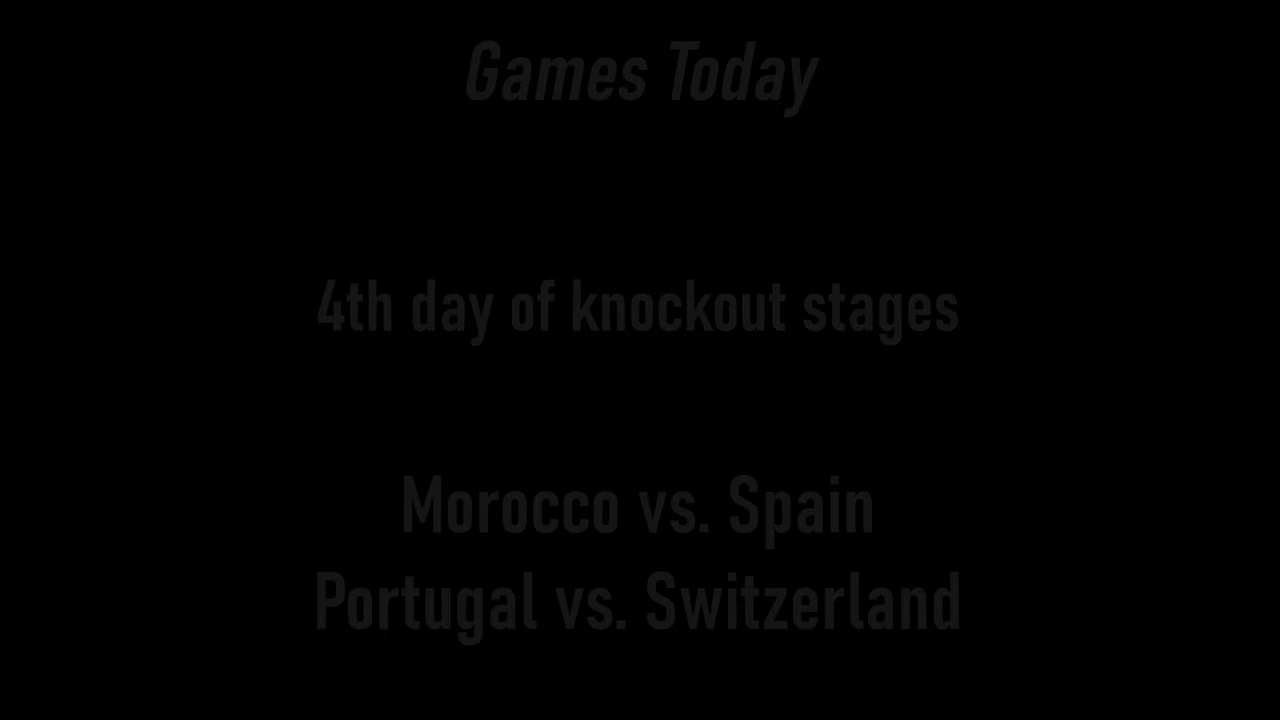 Games Today
4th day of knockout stages
Morocco vs. Spain
Portugal vs. Switzerland